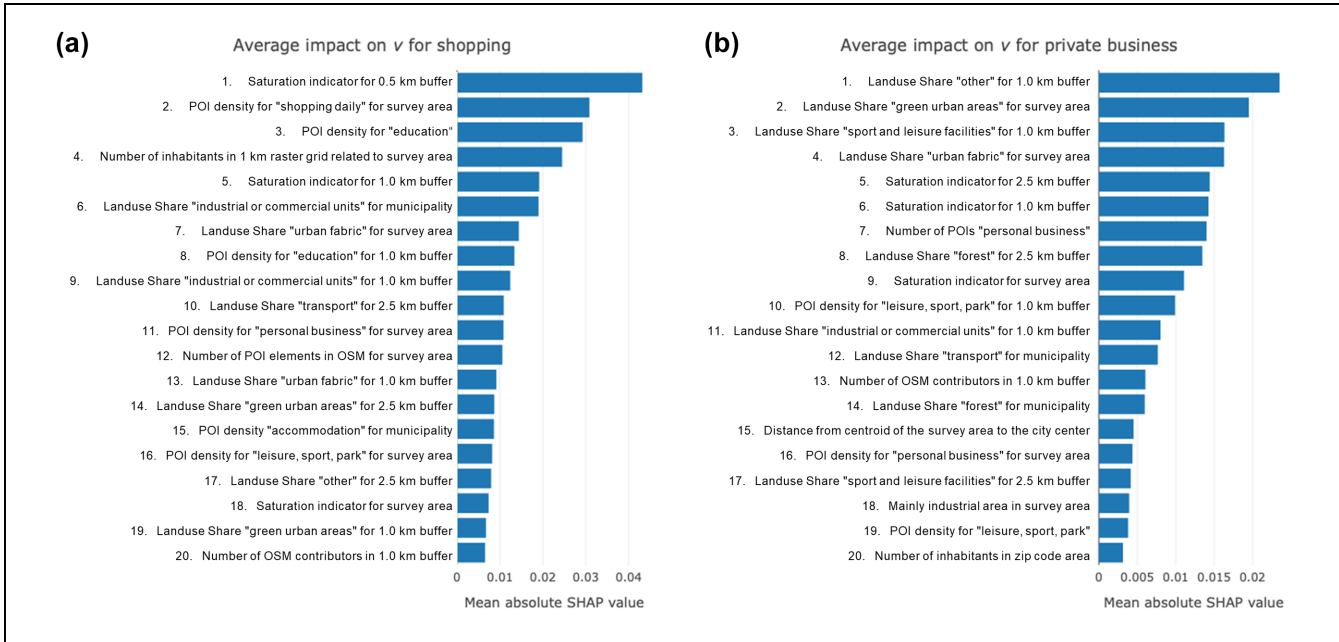 (a)
Average impact on v for shopping
1. Saturation indicator for 0.5 km buffer
2. POI density for "shopping daily" for survey area
3. POI density for "education"
4. Number of inhabitants in 1 km raster grid related to survey area
5. Saturation indicator for 1.0 km buffer
6. Landuse Share "industrial or commercial units" for municipality
7. Landuse Share "urban fabric" for survey area
8. POI density for "education" for 1.0 km buffer
9. Landuse Share "industrial or commercial units" for 1.0 km buffer
10. Landuse Share "transport" for 2.5 km buffer
11. POI density for "personal business" for survey area
12. Number of POI elements in OSM for survey area
13. Landuse Share "urban fabric" for 1.0 km buffer
14. Landuse Share "green urban areas" for 2.5 km buffer
15. POI density "accommodation" for municipality
16. POI density for "leisure, sport, park" for survey area
17. Landuse Share "other" for 2.5 km buffer
18. Saturation indicator for survey area
19. Landuse Share "green urban areas" for 1.0 km buffer
20. Number of OSM contributors in 1.0 km buffer
0 0.01 0.02 0.03 0.04
Mean absolute SHAP value
(b)
Average impact on v for private business
1. Landuse Share "other" for 1.0 km buffer
2. Landuse Share "green urban areas" for survey area
3. Landuse Share "sport and leisure facilities" for 1.0 km buffer
4. Landuse Share "urban fabric" for survey area
5. Saturation indicator for 2.5 km buffer
6. Saturation indicator for 1.0 km buffer
7. Number of POIs "personal business"
8. Landuse Share "forest" for 2.5 km buffer
9. Saturation indicator for survey area
10. POI density for "leisure, sport, park" for 1.0 km buffer
11. Landuse Share "industrial or commercial units" for 1.0 km buffer
12. Landuse Share "transport" for municipality
13. Number of OSM contributors in 1.0 km buffer
14. Landuse Share "forest" for municipality
15. Distance from centroid of the survey area to the city center
16. POI density for "personal business" for survey area
17. Landuse Share "sport and leisure facilities" for 2.5 km buffer
18. Mainly industrial area in survey area
19. POI density for "leisure, sport, park"
20. Number of inhabitants in zip code area
0 0.005 0.01 0.015 0.02
Mean absolute SHAP value